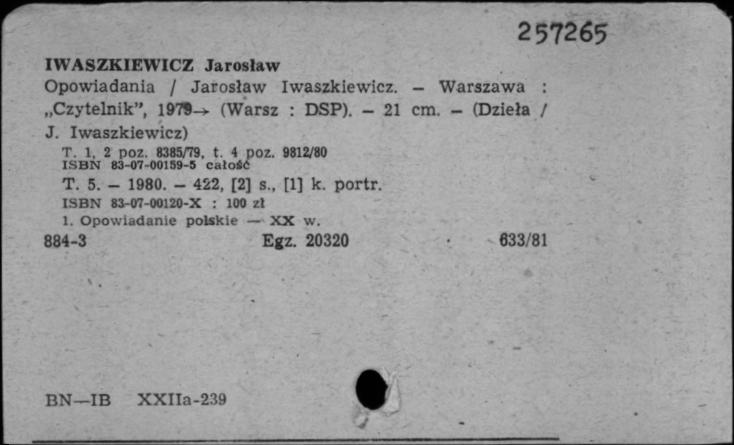 257265
IWASZKIEWICZ Jarosław
Opowiadania / Jarosław Iwaszkiewicz. — Warszawa :
„Czytelnik”, 1979→ (Warsz : DSP). — 21 cm. — (Dzieła /
J. Iwaszkiewicz)
T. 1, 2 poz. 8385/79, t. 4 poz. 9812/80
ISBN 83-07-00159-5 całość
T. 5. — 1980. — 422, [2] s., [1] k. portr.
ISBN 83-07-00120-X : 100 zł
1. Opowiadanie polskie — XX w.
884-3 Egz. 20320 633/81
BN—IB XXIIa-239